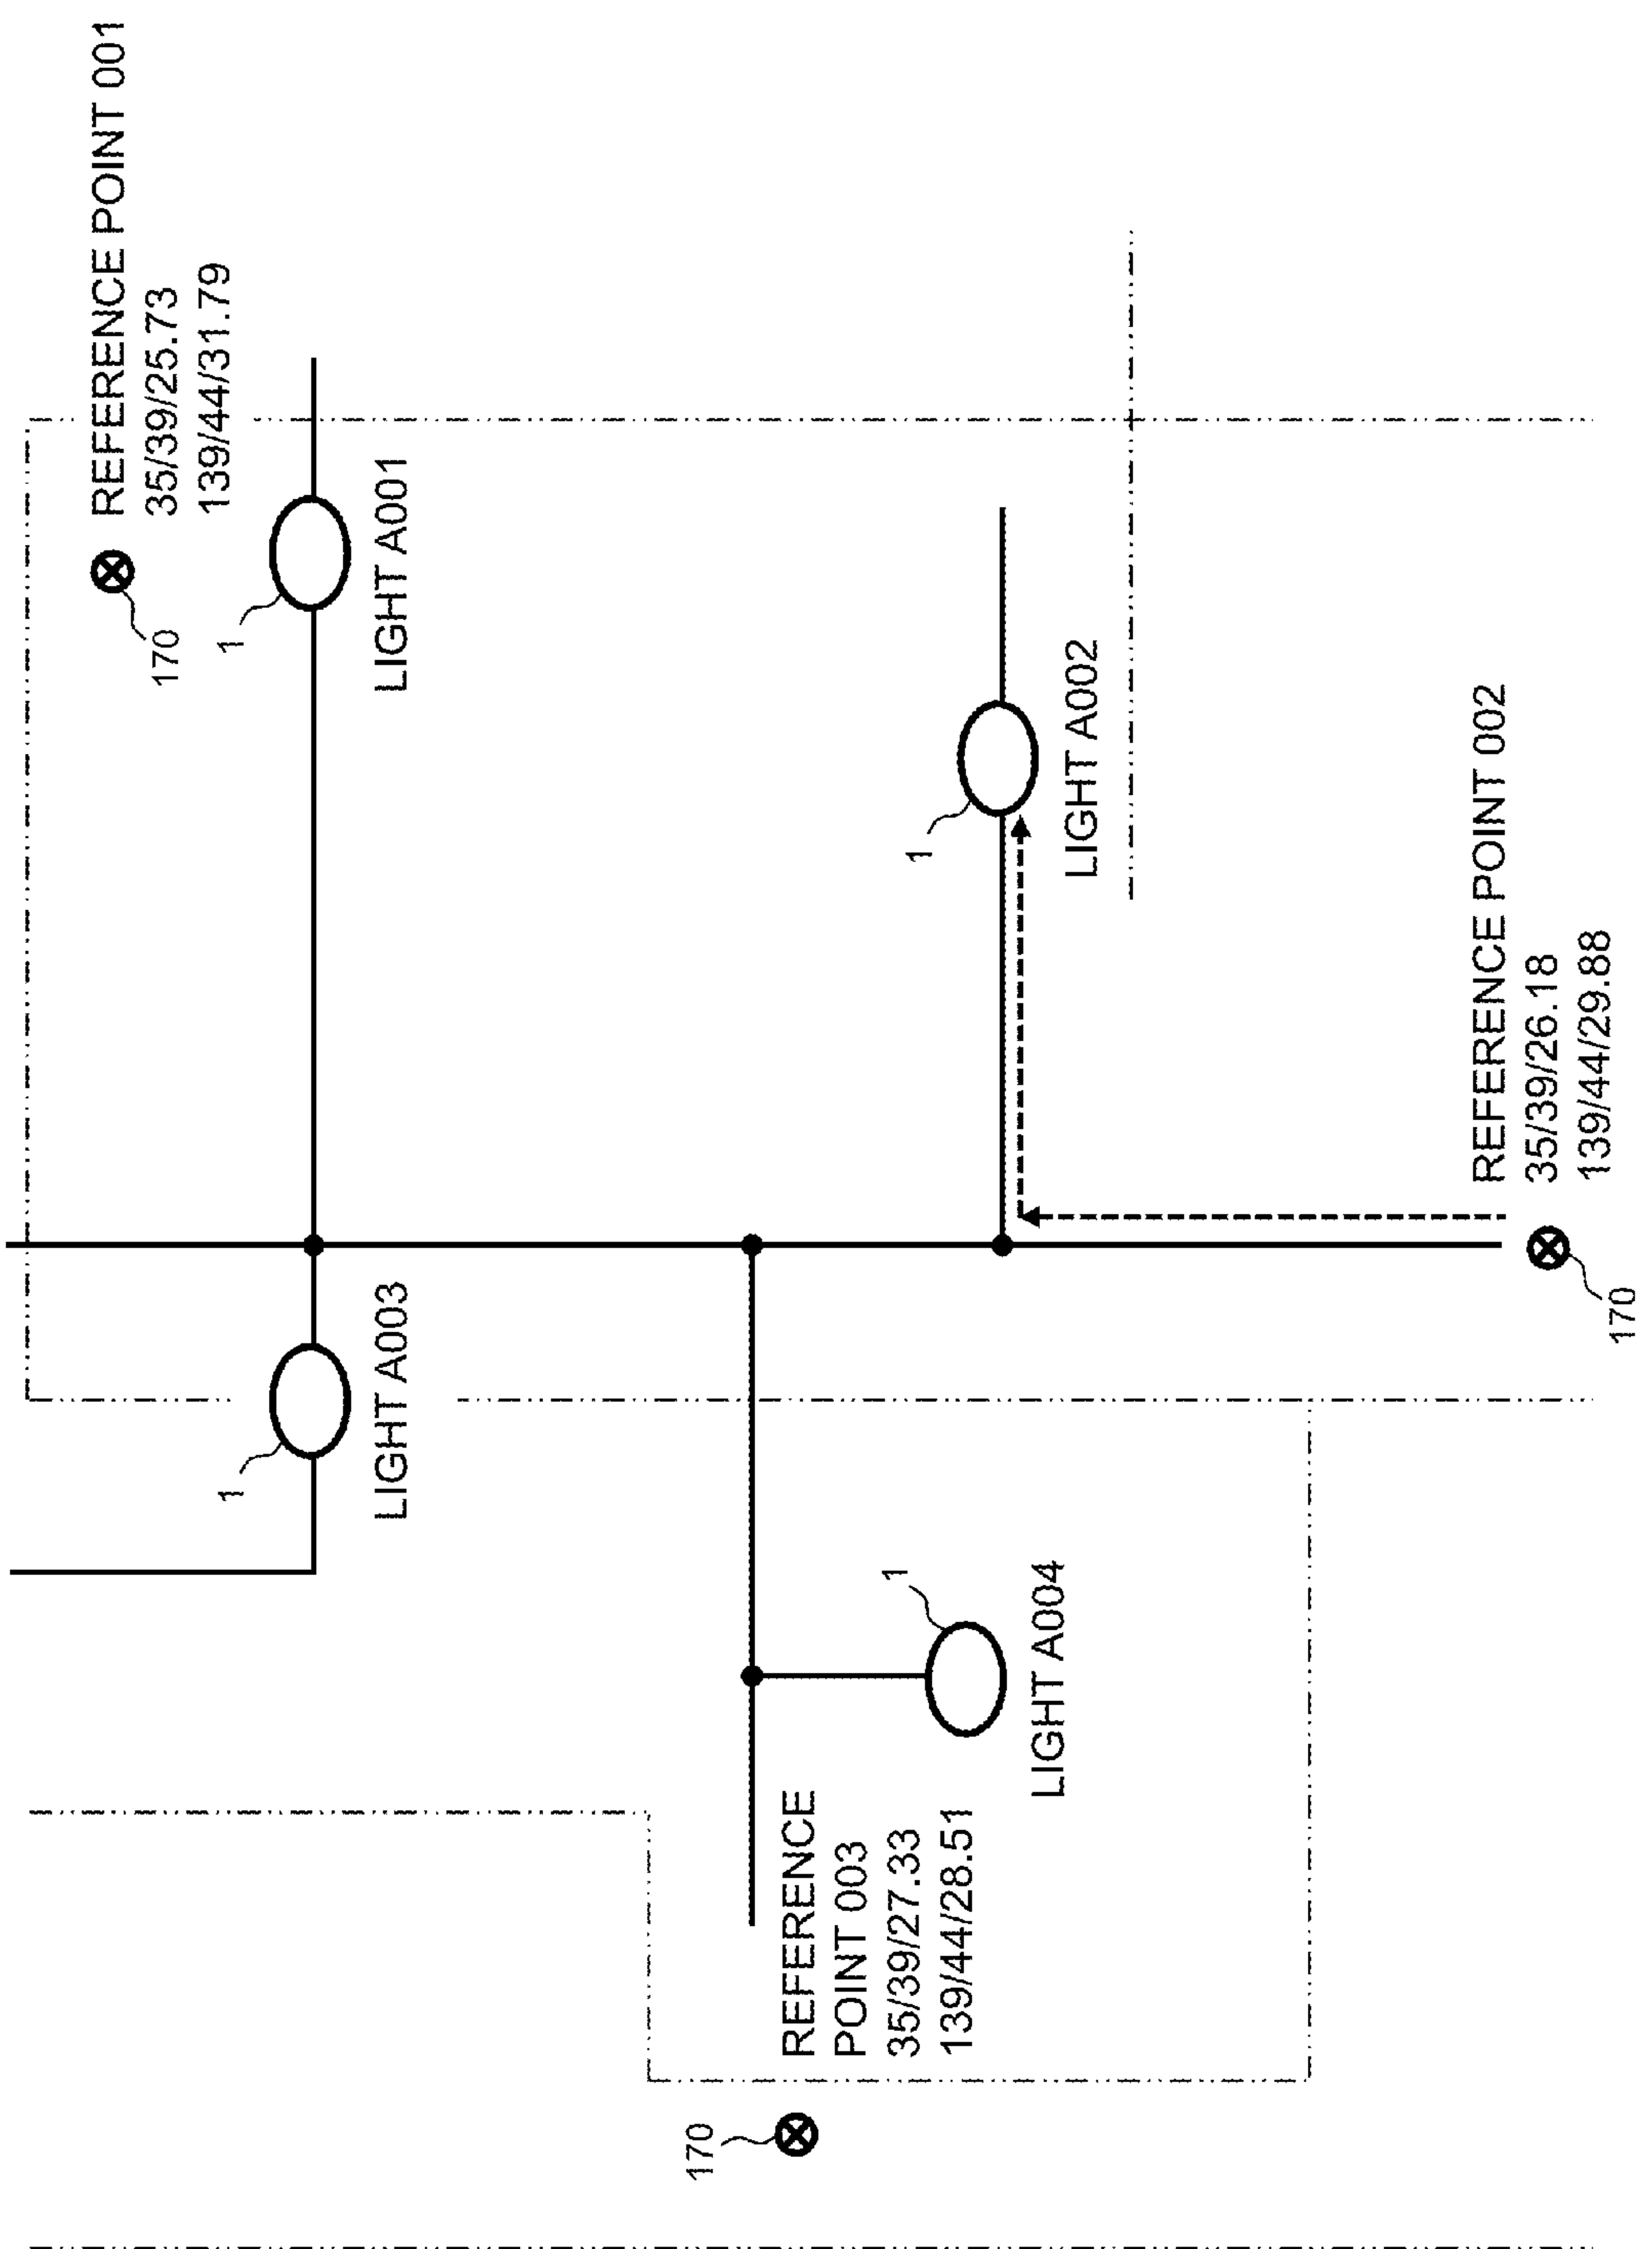 REFERENCE POINT 001
35/39/25.73
139/44/31.79
170
1
1
LIGHT A003
LIGHT A001
170
REFERENCE
POINT 003
35/39/27.33
139/44/28.51
1
1
LIGHT A004
LIGHT A002
REFERENCE POINT 002
35/39/26.18
139/44/29.88
170